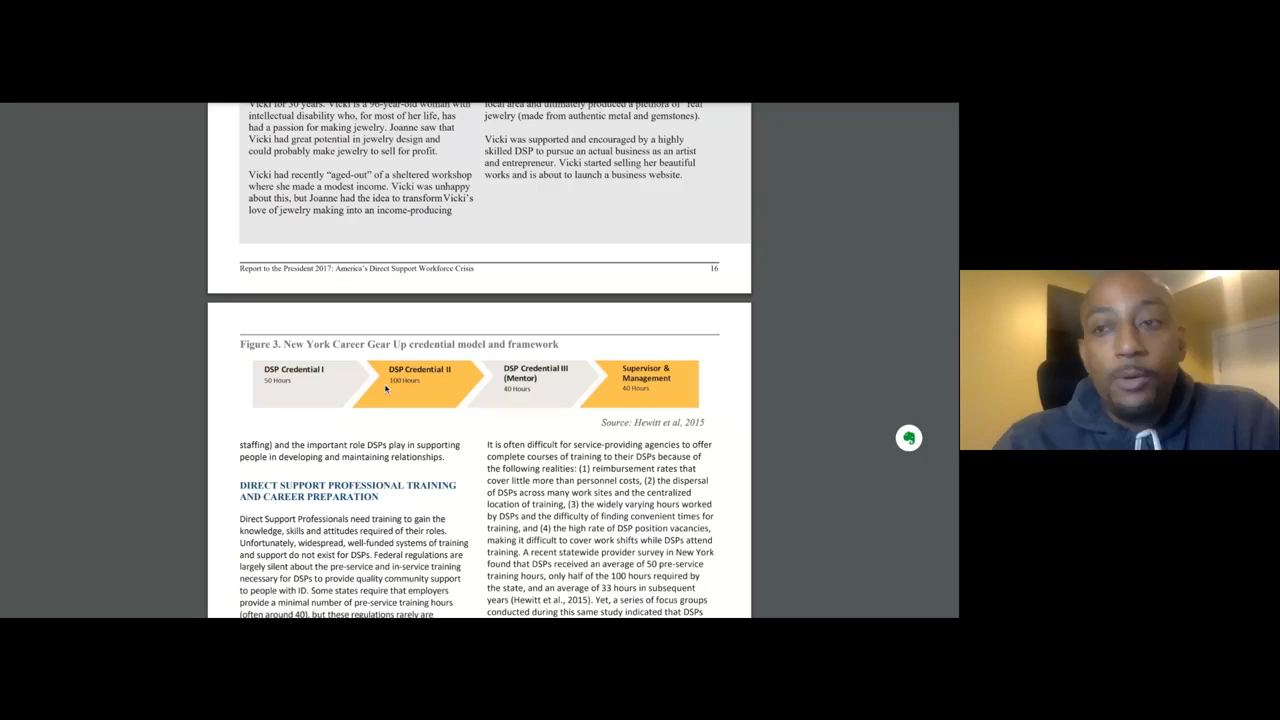 Vicki for 30 years. Vicki is a 96-year-old woman with
intellectual disability who, for most of her life, has
had a passion for making jewelry. Joanne saw that
Vicki had great potential in jewelry design and
could probably make jewelry to sell for profit.
Vicki had recently “aged-out” of a sheltered workshop
where she made a modest income. Vicki was unhappy
about this, but Joanne had the idea to transform Vicki’s
love of jewelry making into an income-producing
local area and ultimately produced a plethora of “real”
jewelry (made from authentic metal and gemstones).
Vicki was supported and encouraged by a highly
skilled DSP to pursue an actual business as an artist
and entrepreneur. Vicki started selling her beautiful
works and is about to launch a business website.
Report to the President 2017: America’s Direct Support Workforce Crisis
16
Figure 3. New York Career Gear Up credential model and framework
DSP Credential I
50 Hours
DSP Credential II
100 Hours
DSP Credential III
(Mentor)
40 Hours
Supervisor &
Management
40 Hours
Source: Hewitt et al, 2015
staffing) and the important role DSPs play in supporting
people in developing and maintaining relationships.
DIRECT SUPPORT PROFESSIONAL TRAINING
AND CAREER PREPARATION
Direct Support Professionals need training to gain the
knowledge, skills and attitudes required of their roles.
Unfortunately, widespread, well-funded systems of training
and support do not exist for DSPs. Federal regulations are
largely silent about the pre-service and in-service training
necessary for DSPs to provide quality community support
to people with ID. Some states require that employers
provide a minimal number of pre-service training hours
(often around 40), but these regulations rarely are
It is often difficult for service-providing agencies to offer
complete courses of training to their DSPs because of
the following realities: (1) reimbursement rates that
cover little more than personnel costs, (2) the dispersal
of DSPs across many work sites and the centralized
location of training, (3) the widely varying hours worked
by DSPs and the difficulty of finding convenient times for
training, and (4) the high rate of DSP position vacancies,
making it difficult to cover work shifts while DSPs attend
training. A recent statewide provider survey in New York
found that DSPs received an average of 50 pre-service
training hours, only half of the 100 hours required by
the state, and an average of 33 hours in subsequent
years (Hewitt et al., 2015). Yet, a series of focus groups
conducted during this same study indicated that DSPs